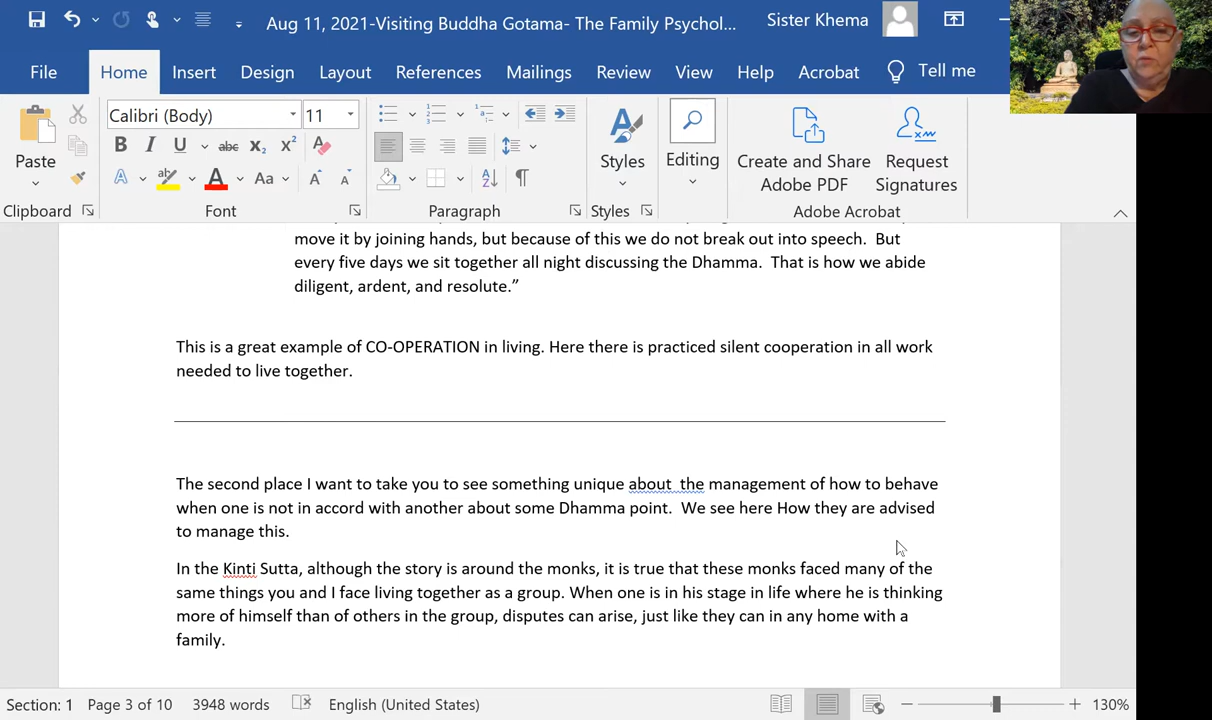 Aug 11, 2021-Visiting Buddha Gotama- The Family Psychol...
Sister Khema
File Home Insert Design Layout References Mailings Review View Help Acrobat Tell me
Calibri (Body) 11
Paste
Styles
Editing
Create and Share
Adobe PDF
Request
Signatures
Clipboard Font Paragraph Styles Adobe Acrobat
move it by joining hands, but because of this we do not break out into speech.  But
every five days we sit together all night discussing the Dhamma.  That is how we abide
diligent, ardent, and resolute.”
This is a great example of CO-OPERATION in living. Here there is practiced silent cooperation in all work
needed to live together.
The second place I want to take you to see something unique about  the management of how to behave
when one is not in accord with another about some Dhamma point.  We see here How they are advised
to manage this.
In the Kinti Sutta, although the story is around the monks, it is true that these monks faced many of the
same things you and I face living together as a group. When one is in his stage in life where he is thinking
more of himself than of others in the group, disputes can arise, just like they can in any home with a
family.
Section: 1 Page 3 of 10 3948 words English (United States) 130%